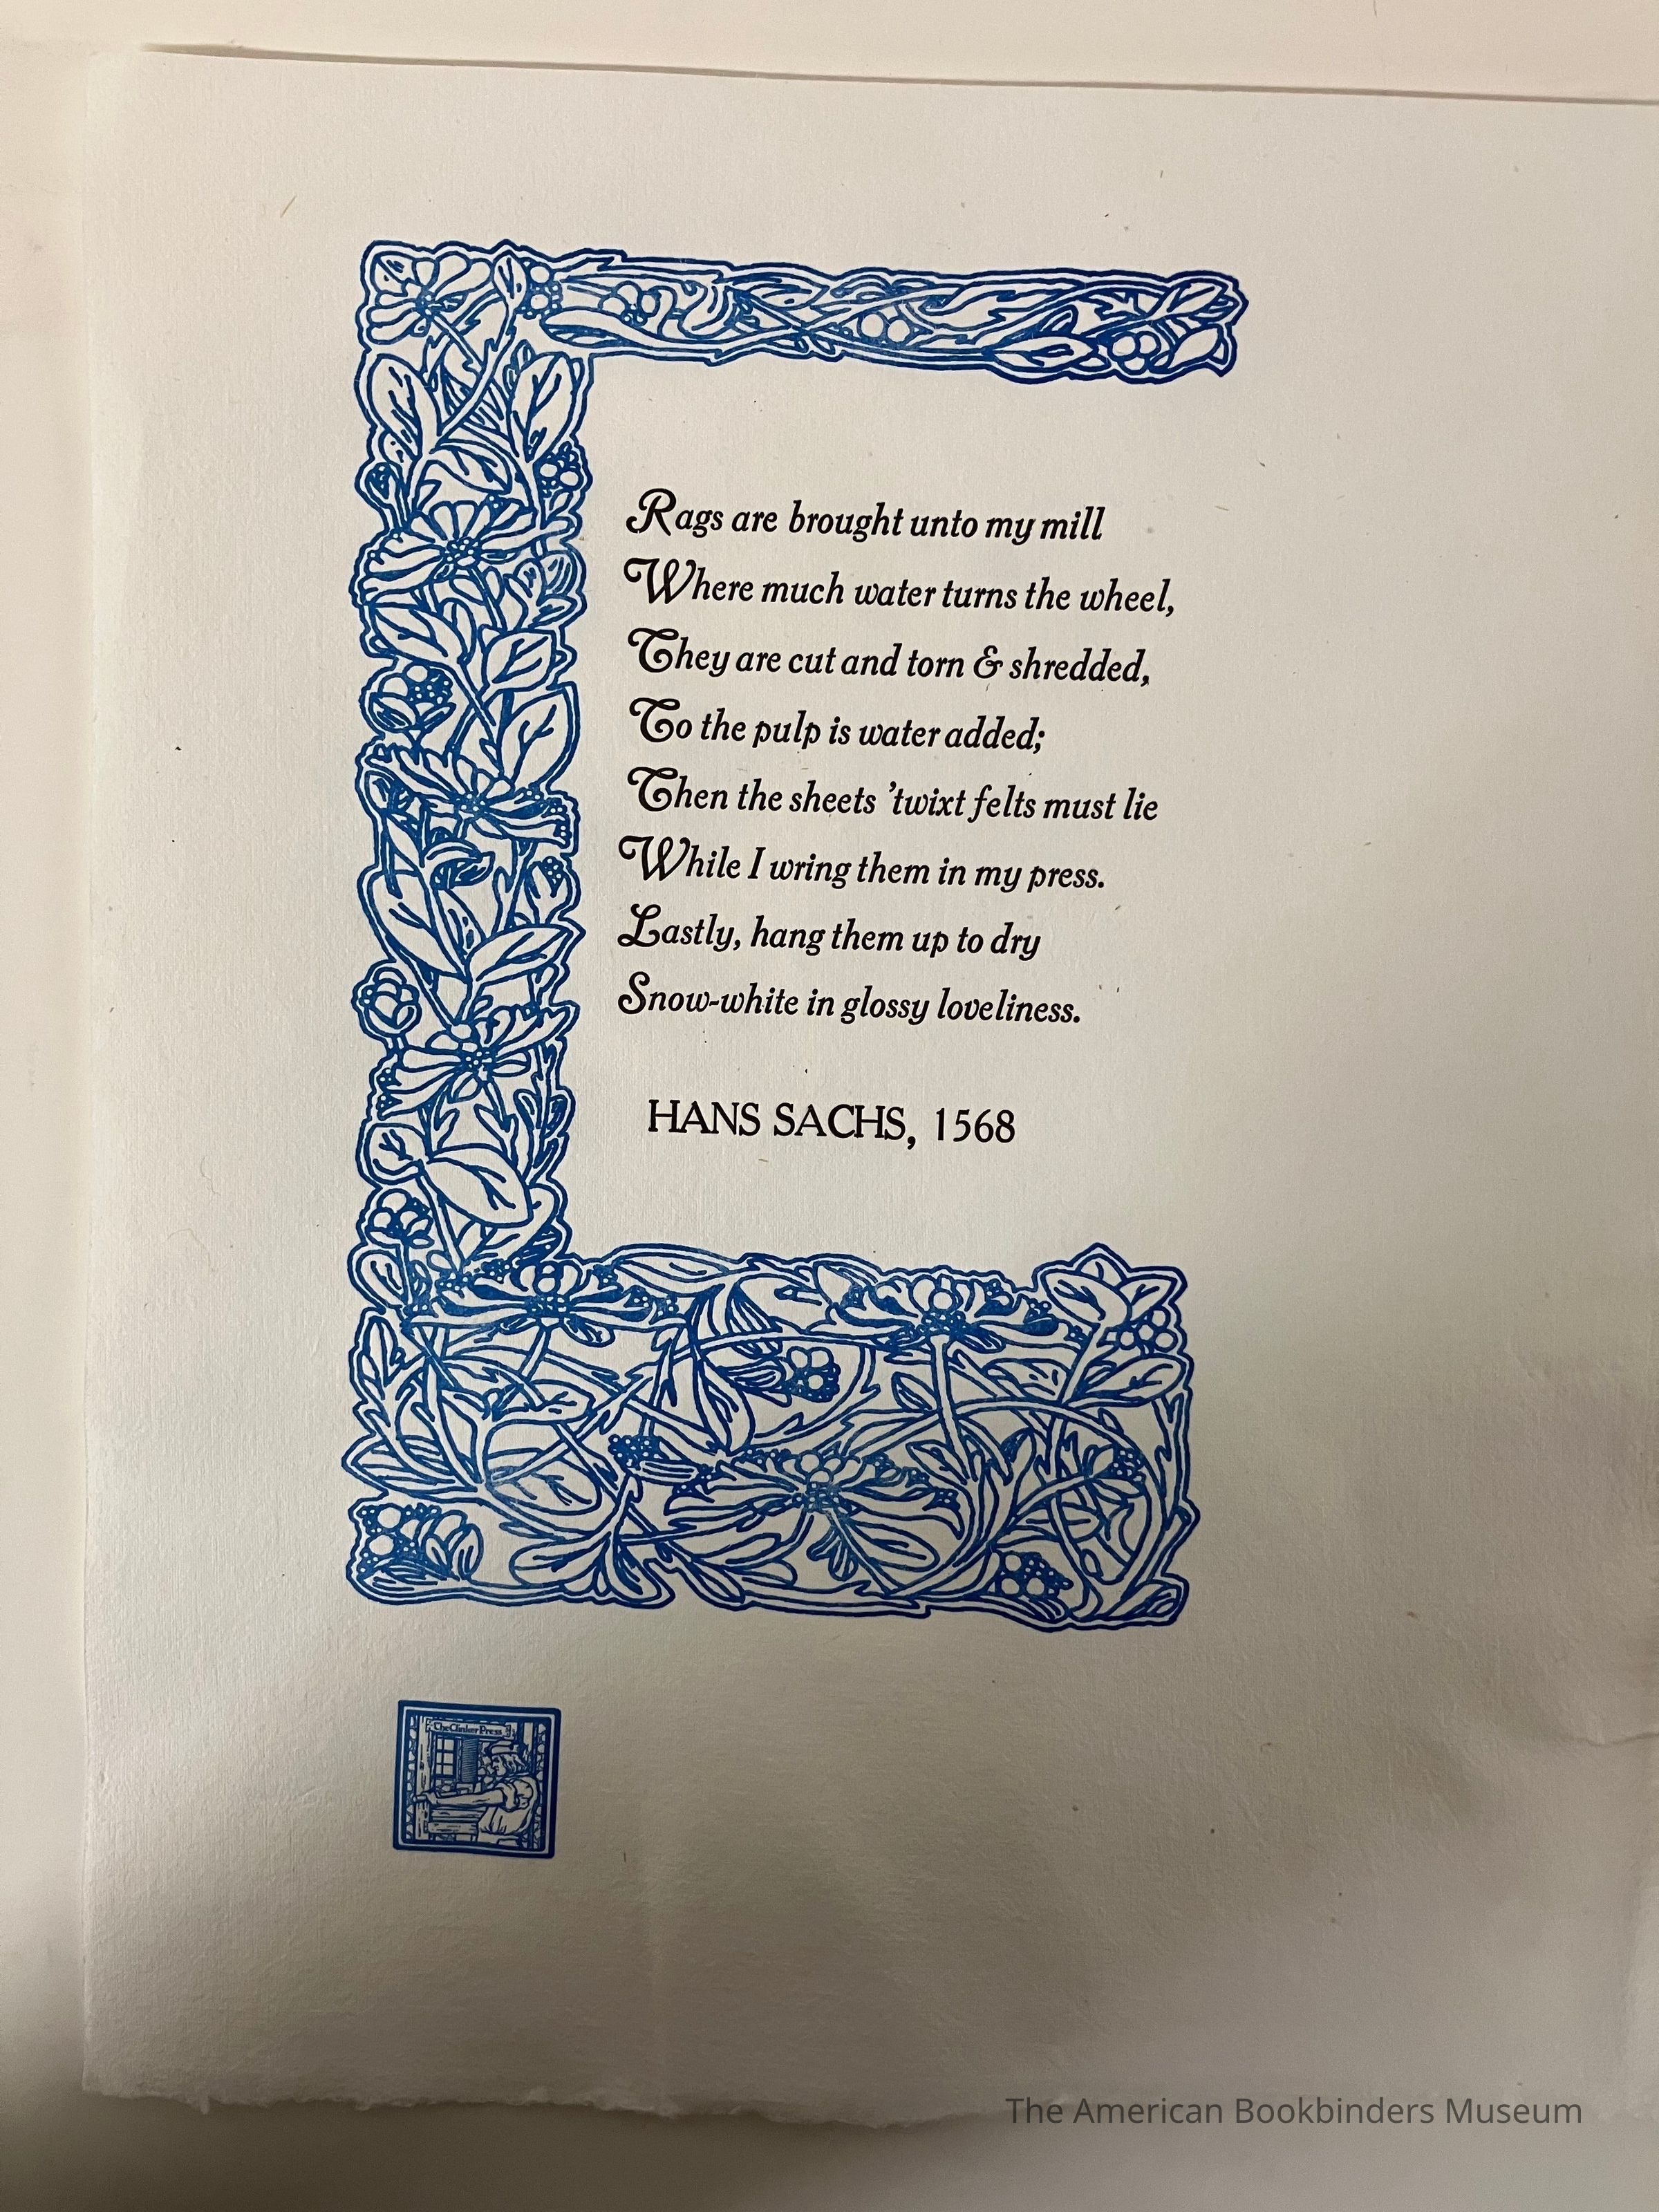 Rags are brought unto my mill
Where much water turns the wheel,
They are cut and torn & shredded,
To the pulp is water added;
Then the sheets 'twixt felts must lie
While I wring them in my press.
Lastly, hang them up to dry
Snow-white in glossy loveliness.
HANS SACHS, 1568
The Clinker Press
The American Bookbinders Museum